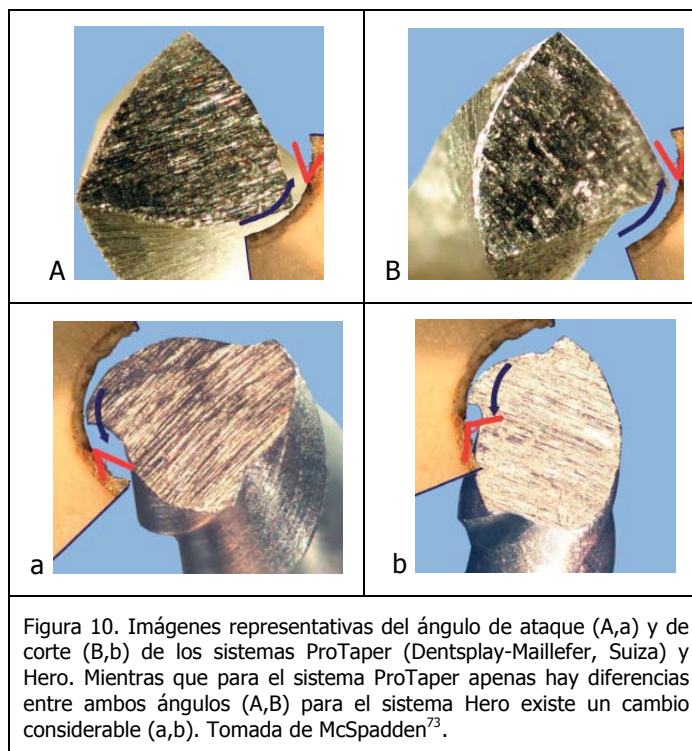 A
B
a
b
Figura 10. Imágenes representativas del ángulo de ataque (A,a) y de
corte (B,b) de los sistemas ProTaper (Dentsplay-Maillefer, Suiza) y
Hero. Mientras que para el sistema ProTaper apenas hay diferencias
entre ambos ángulos (A,B) para el sistema Hero existe un cambio
considerable (a,b). Tomada de McSpadden⁷³.